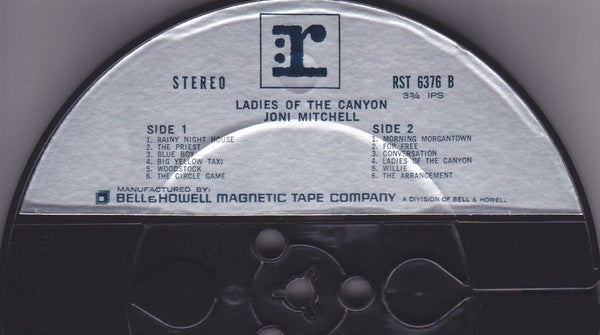 r
STEREO
RST 6376 B
3¾ IPS
LADIES OF THE CANYON
JONI MITCHELL
SIDE 1
1. RAINY NIGHT HOUSE
2. THE PRIEST
3. BLUE BOY
4. BIG YELLOW TAXI
5. WOODSTOCK
6. THE CIRCLE GAME
SIDE 2
1. MORNING MORGANTOWN
2. FOR FREE
3. CONVERSATION
4. LADIES OF THE CANYON
5. WILLIE
6. THE ARRANGEMENT
MANUFACTURED BY:
BELL & HOWELL MAGNETIC TAPE COMPANY A DIVISION OF BELL & HOWELL